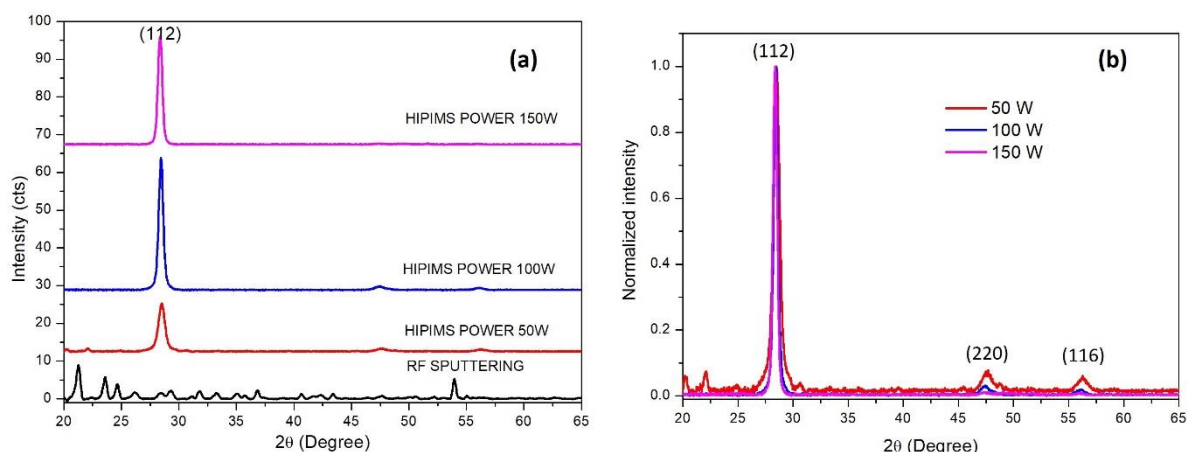 100
90
80
70
60
50
40
30
20
10
0
Intensity (cts)
(112)
(a)
HIPIMS POWER 150W
HIPIMS POWER 100W
HIPIMS POWER 50W
RF SPUTTERING
20 25 30 35 40 45 50 55 60 65
2θ (Degree)
1.0
0.8
0.6
0.4
0.2
0.0
Normalized intensity
(112)
(b)
50 W
100 W
150 W
(220)
(116)
20 25 30 35 40 45 50 55 60 65
2θ (Degree)